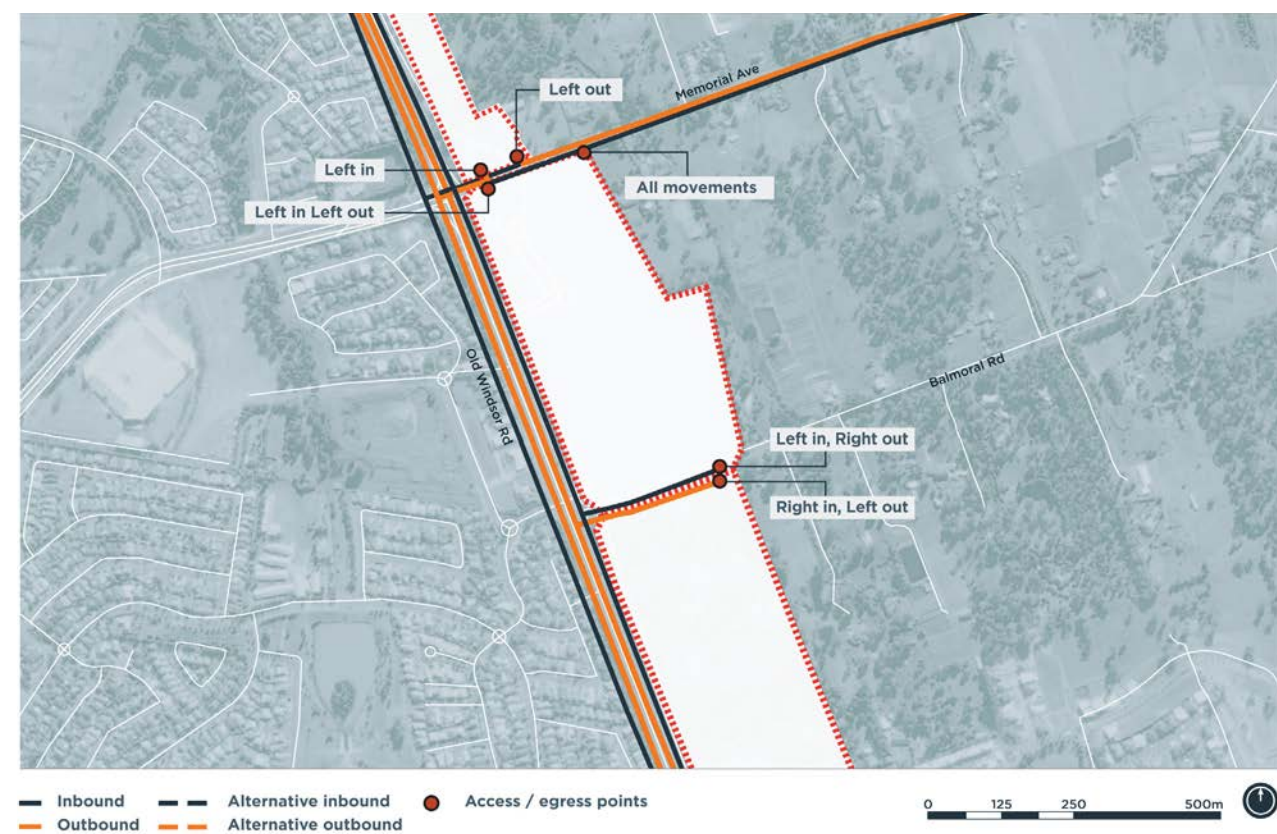 Left out
Memorial Ave
Left in
All movements
Left in Left out
Old Windsor Rd
Balmoral Rd
Left in, Right out
Right in, Left out
Inbound
Alternative inbound
Access / egress points
Outbound
Alternative outbound
0 125 250 500m